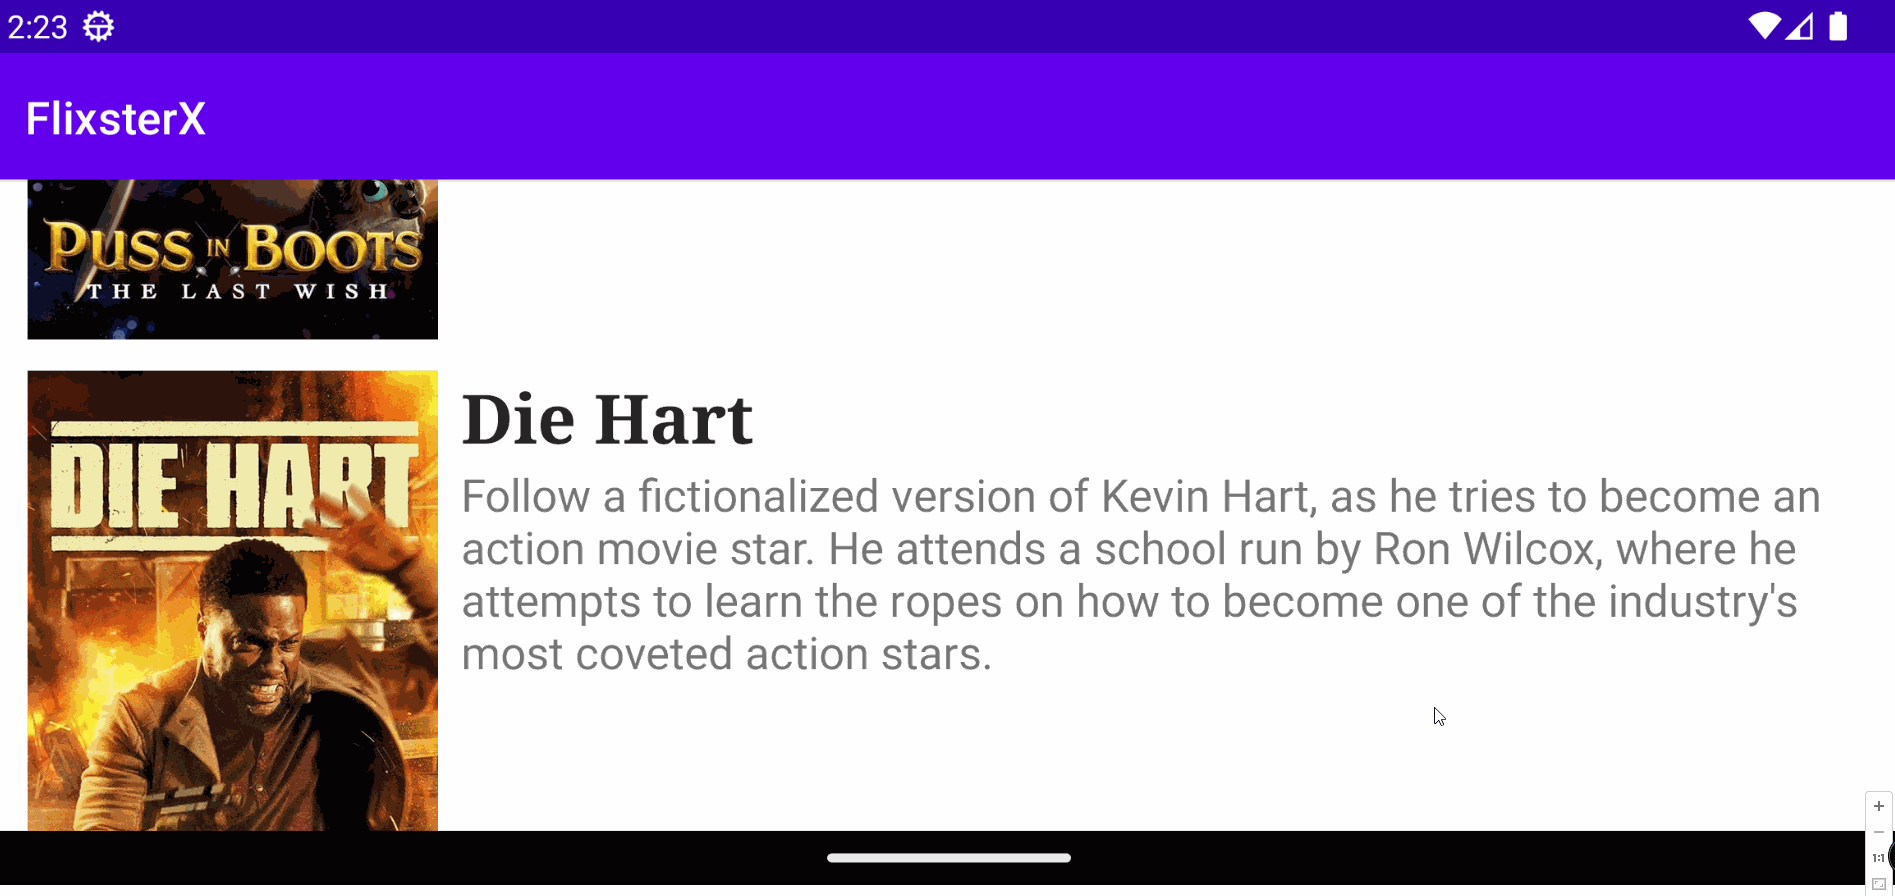 2:23
FlixsterX
PUSS IN BOOTS
THE LAST WISH
DIE HART
Die Hart
Follow a fictionalized version of Kevin Hart, as he tries to become an
action movie star. He attends a school run by Ron Wilcox, where he
attempts to learn the ropes on how to become one of the industry's
most coveted action stars.
1:1